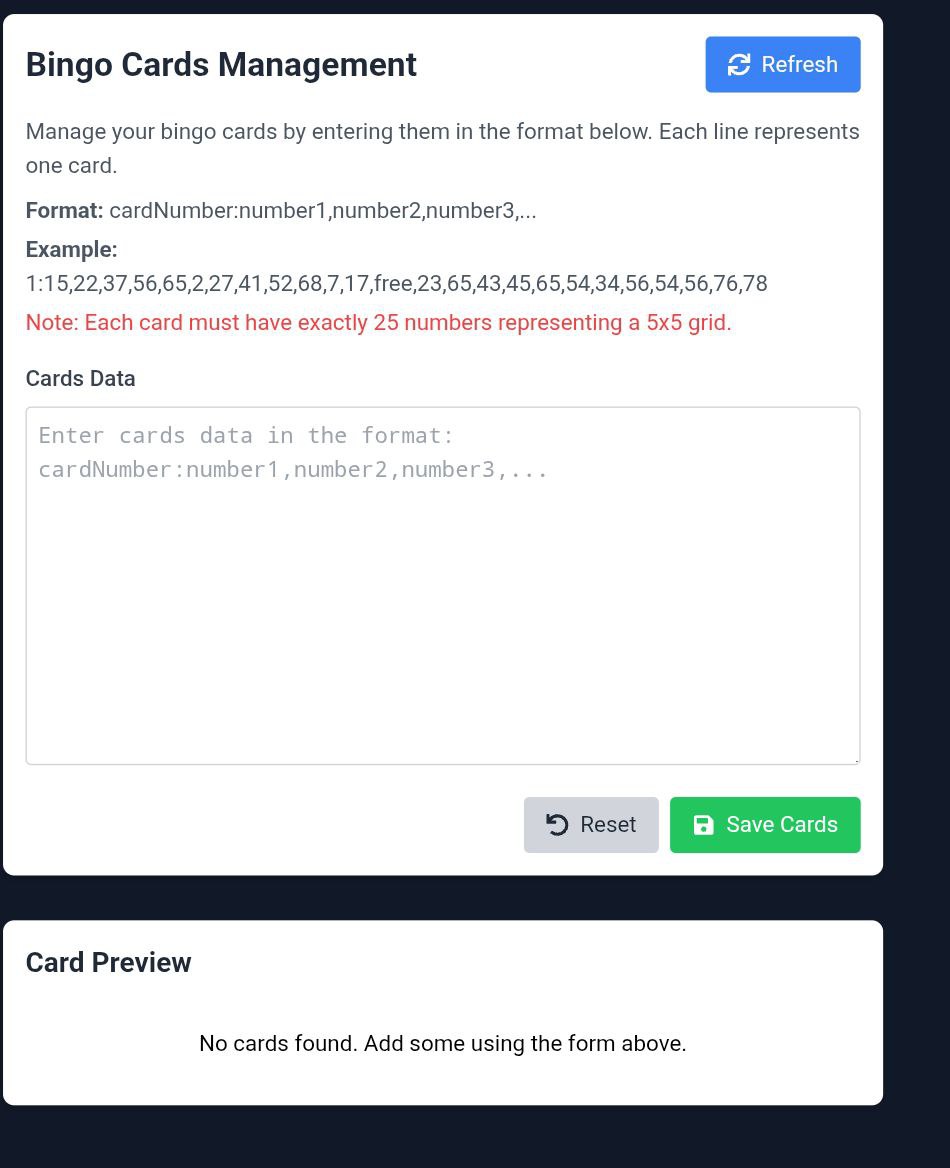 Bingo Cards Management
Refresh
Manage your bingo cards by entering them in the format below. Each line represents
one card.
Format: cardNumber:number1,number2,number3,...
Example:
1:15,22,37,56,65,2,27,41,52,68,7,17,free,23,65,43,45,65,54,34,56,54,56,76,78
Note: Each card must have exactly 25 numbers representing a 5x5 grid.
Cards Data
Enter cards data in the format:
cardNumber:number1,number2,number3,...
Reset
Save Cards
Card Preview
No cards found. Add some using the form above.